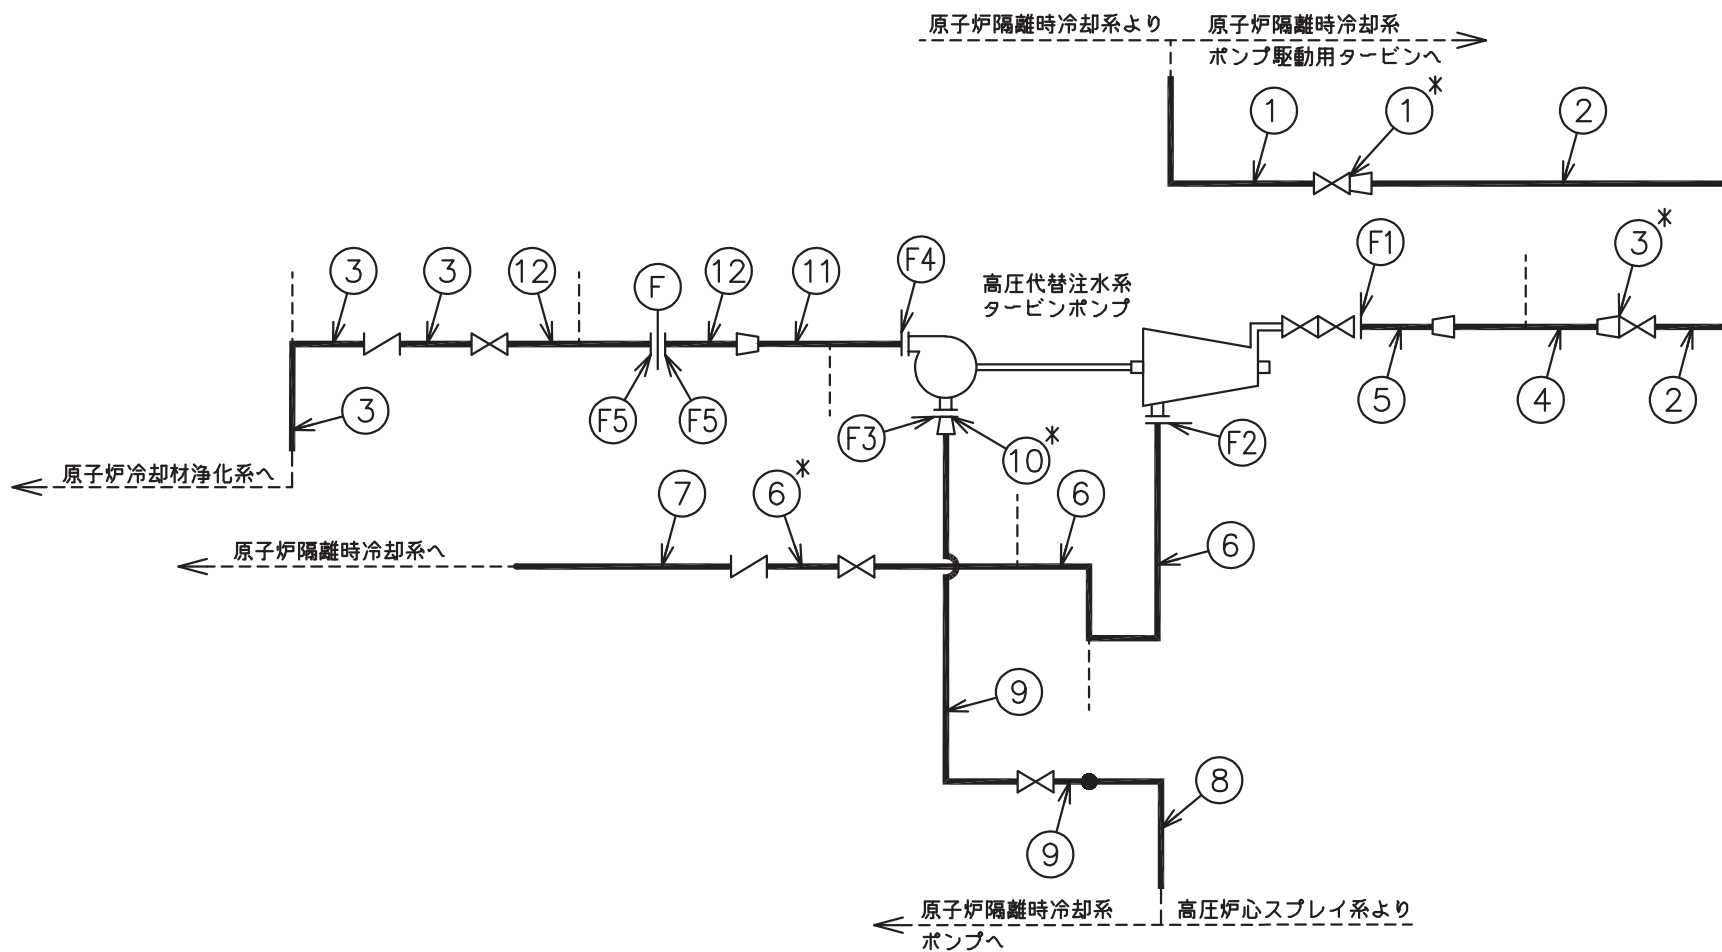 原子炉隔離時冷却系より
原子炉隔離時冷却系
ポンプ駆動用タービンへ
1
1*
2
3
3
12
F
12
11
F4
高圧代替注水系
タービンポンプ
F1
3*
3
F5
F5
F3
10*
F2
5
4
2
原子炉冷却材浄化系へ
7
6*
6
6
原子炉隔離時冷却系へ
9
9
8
原子炉隔離時冷却系
ポンプへ
高圧炉心スプレイ系より